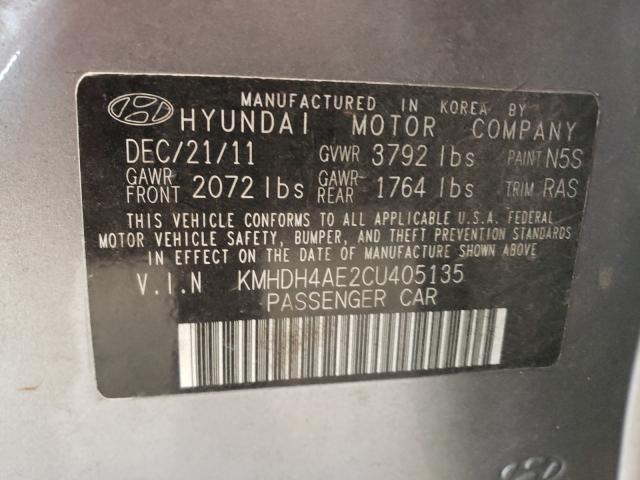 MANUFACTURED IN KOREA BY
HYUNDAI MOTOR COMPANY
DEC/21/11 GVWR 3792 lbs PAINT N5S
GAWR FRONT 2072 lbs GAWR REAR 1764 lbs TRIM RAS
THIS VEHICLE CONFORMS TO ALL APPLICABLE U.S.A. FEDERAL
MOTOR VEHICLE SAFETY, BUMPER, AND THEFT PREVENTION STANDARDS
IN EFFECT ON THE DATE OF MANUFACTURE SHOWN ABOVE
V.I.N KMHDH4AE2CU405135
PASSENGER CAR